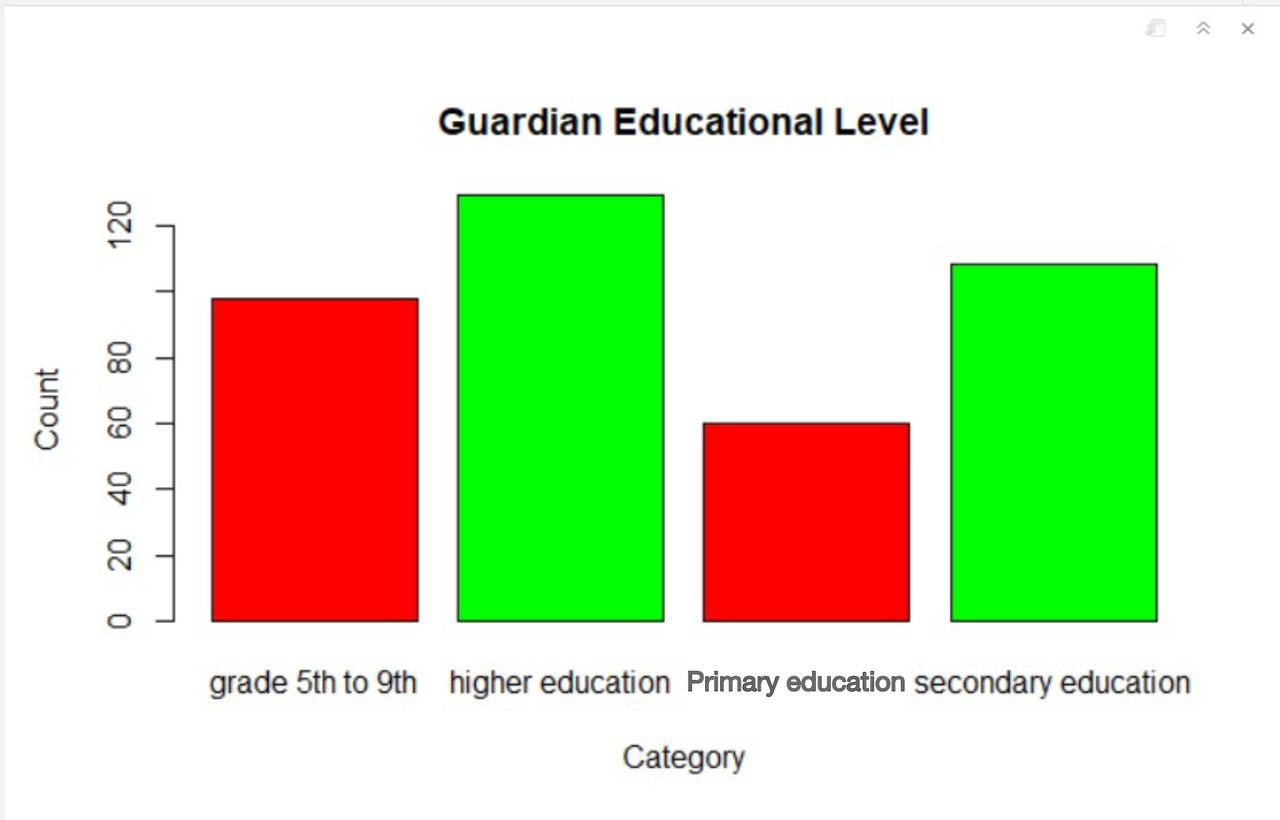 Guardian Educational Level
120
80
60
40
20
0
Count
grade 5th to 9th higher education Primary education secondary education
Category